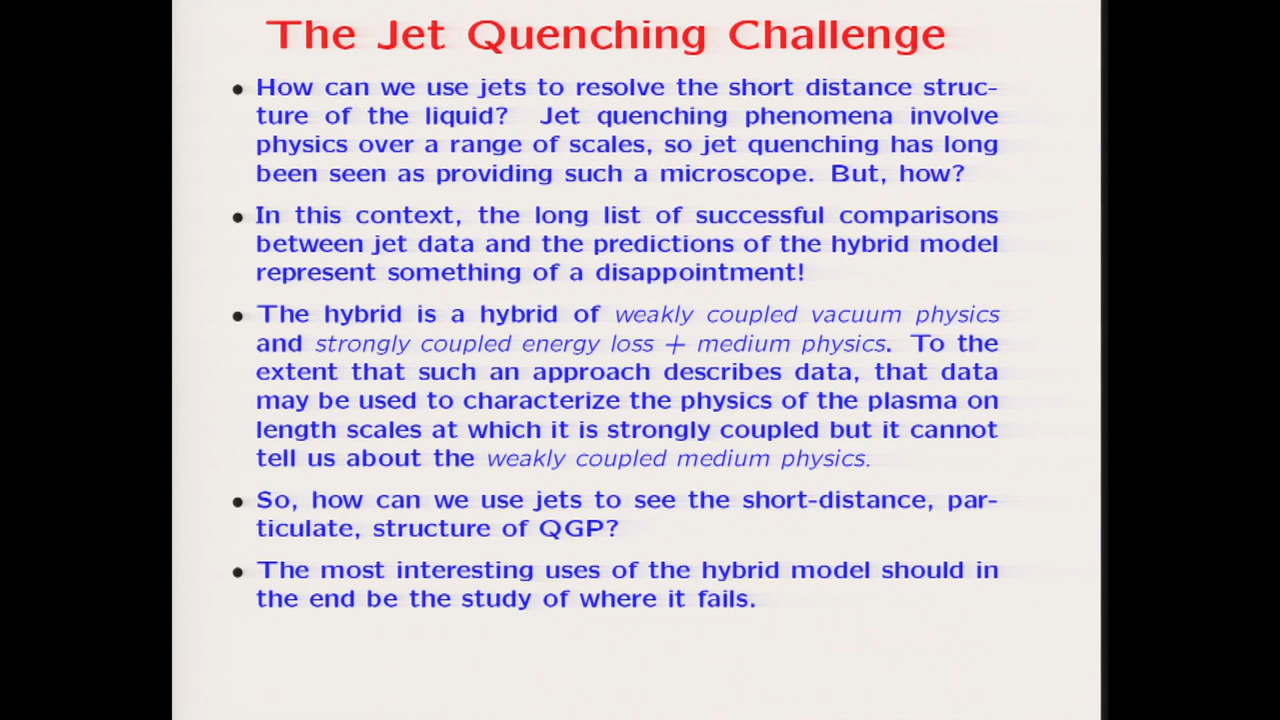 The Jet Quenching Challenge
• How can we use jets to resolve the short distance struc-
ture of the liquid? Jet quenching phenomena involve
physics over a range of scales, so jet quenching has long
been seen as providing such a microscope. But, how?
• In this context, the long list of successful comparisons
between jet data and the predictions of the hybrid model
represent something of a disappointment!
• The hybrid is a hybrid of weakly coupled vacuum physics
and strongly coupled energy loss + medium physics. To the
extent that such an approach describes data, that data
may be used to characterize the physics of the plasma on
length scales at which it is strongly coupled but it cannot
tell us about the weakly coupled medium physics.
• So, how can we use jets to see the short-distance, par-
ticulate, structure of QGP?
• The most interesting uses of the hybrid model should in
the end be the study of where it fails.